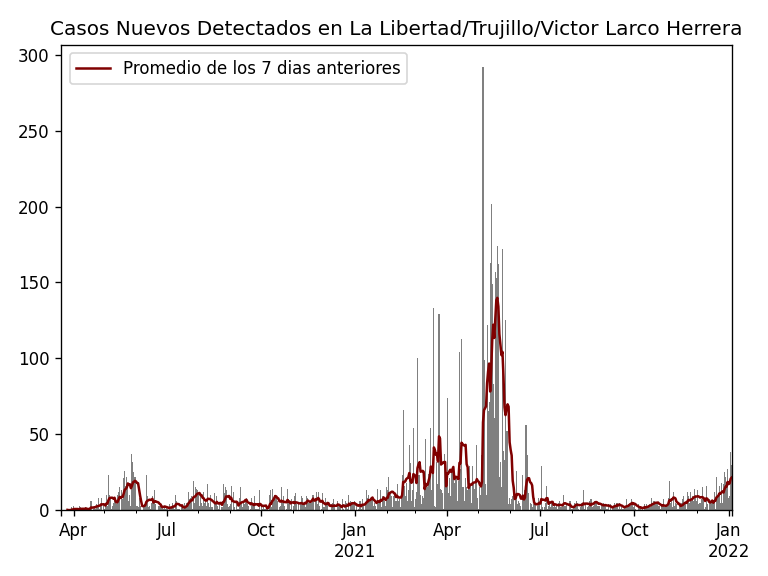 Casos Nuevos Detectados en La Libertad/Trujillo/Victor Larco Herrera
Promedio de los 7 dias anteriores
300
250
200
150
100
50
0
Apr Jul Oct Jan Apr Jul Oct Jan
2021 2022